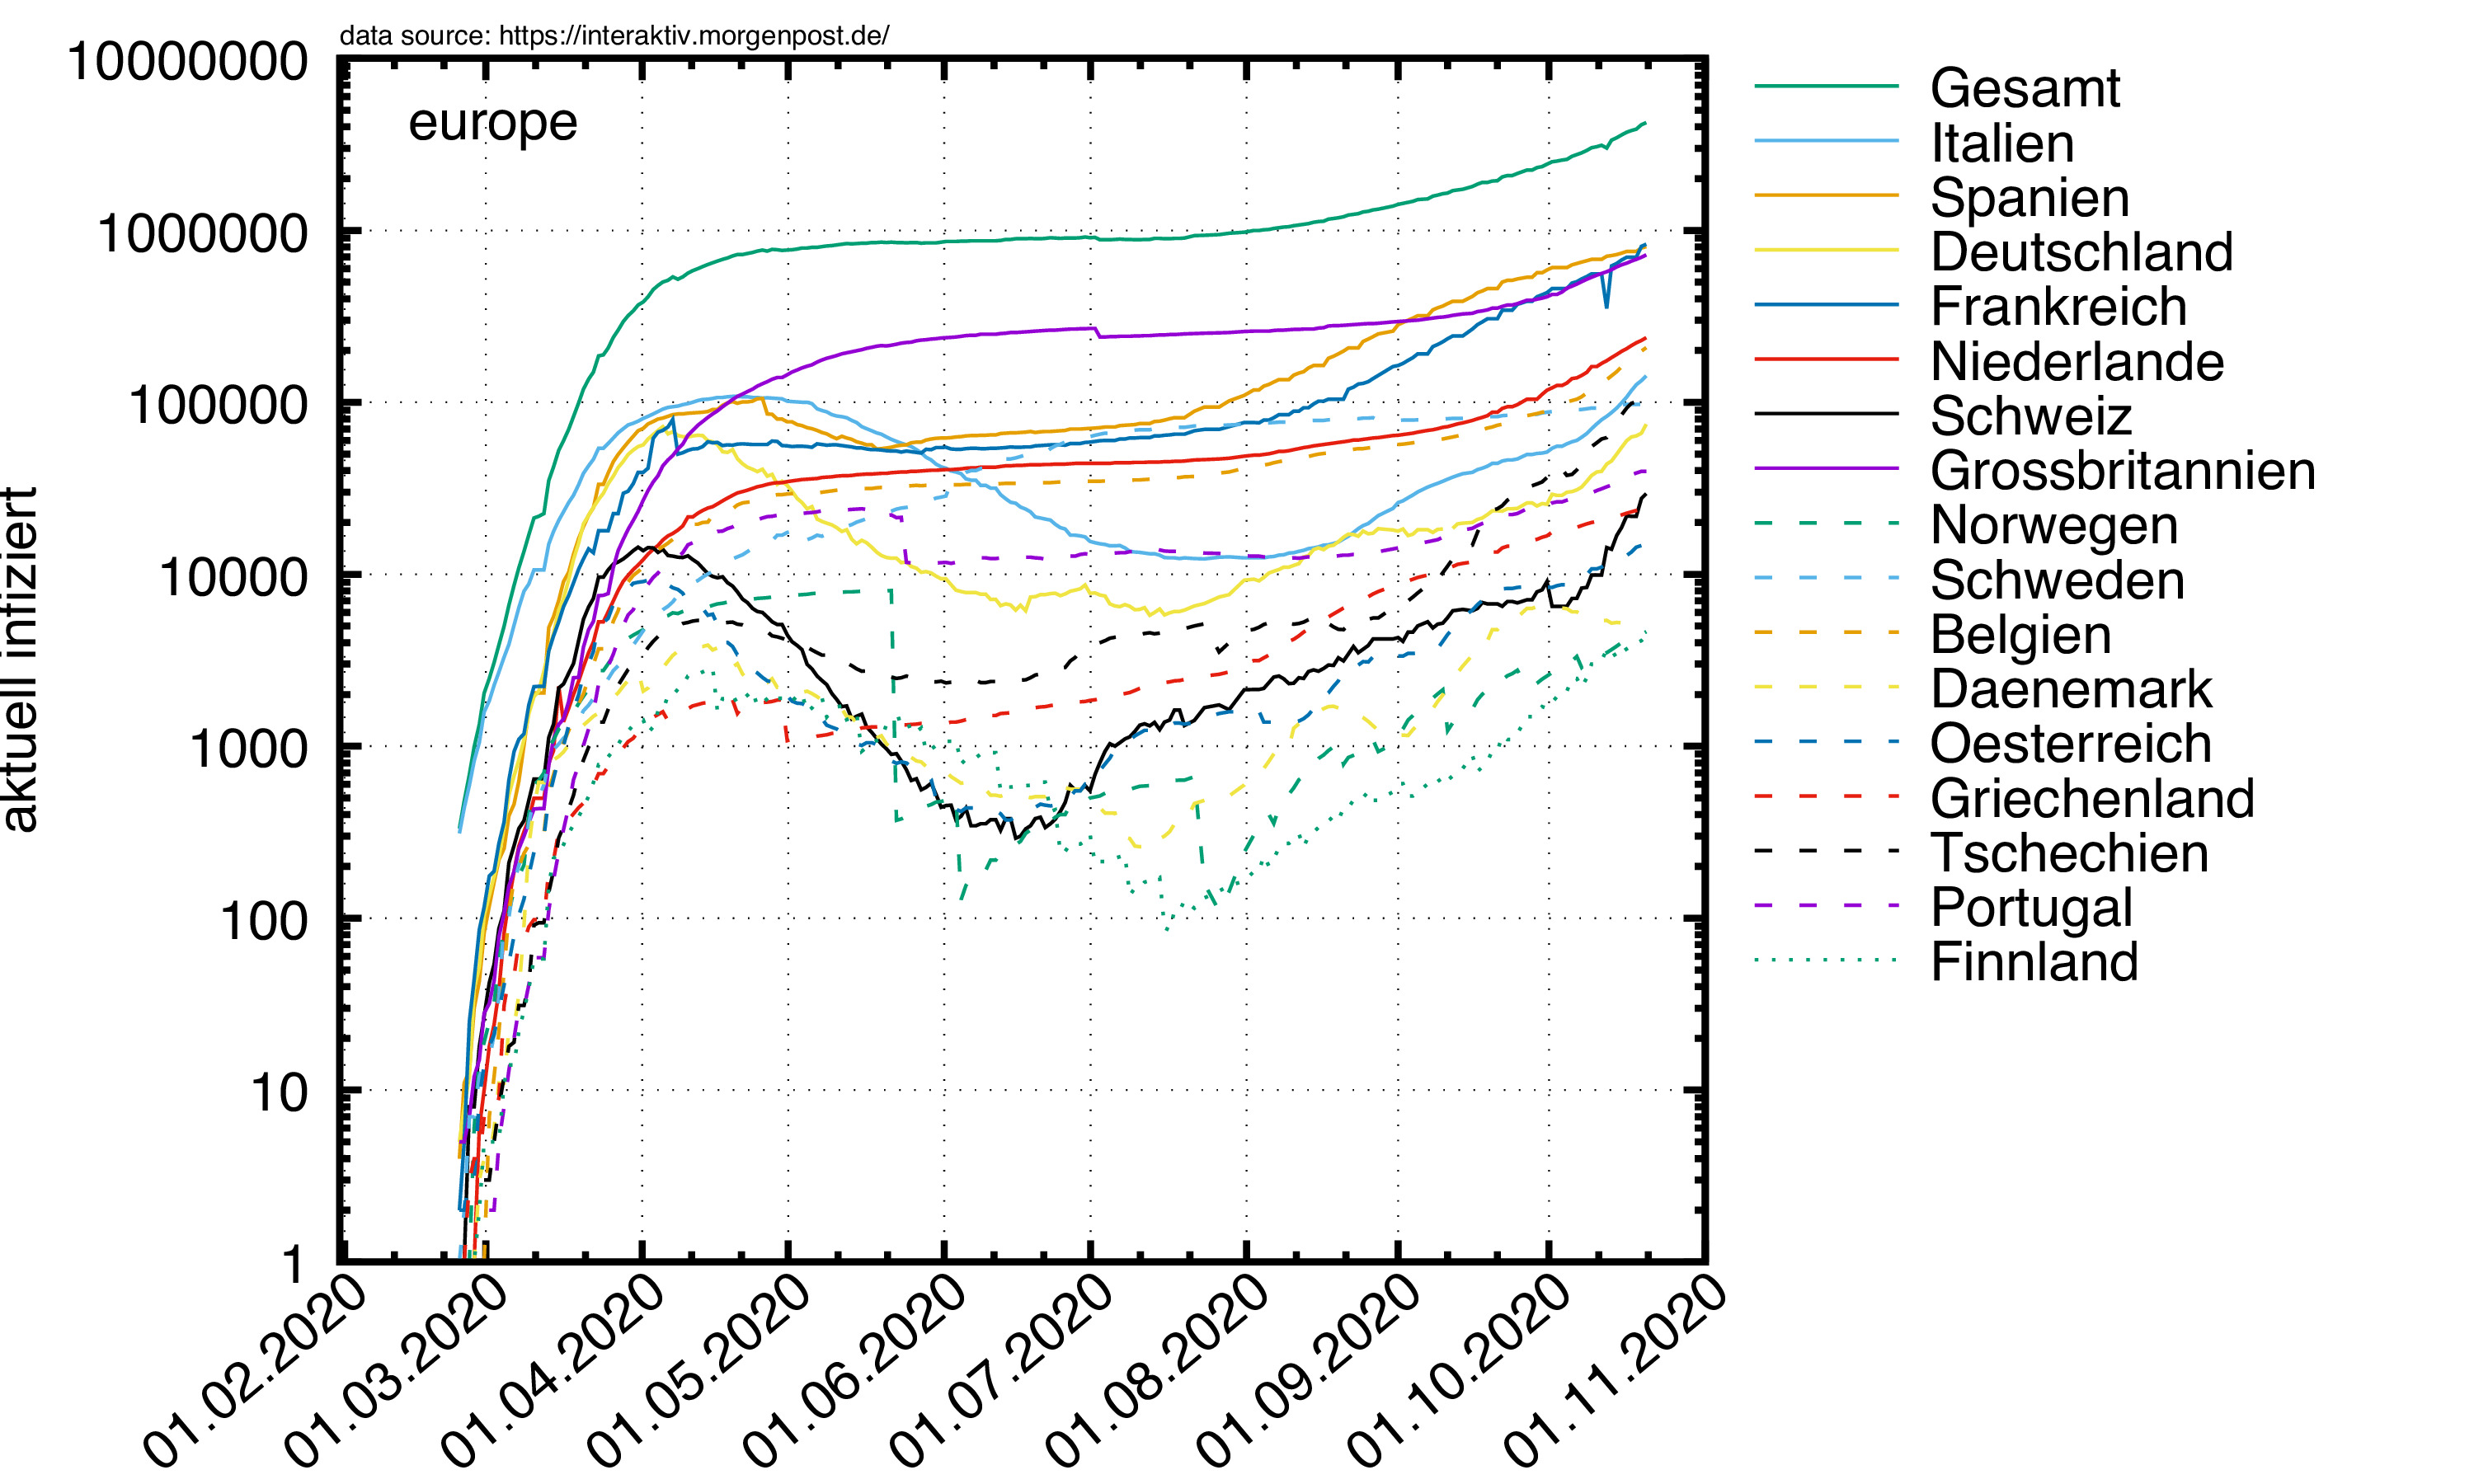 data source: https://interaktiv.morgenpost.de/
europe
aktuell infiziert
10000000
1000000
100000
10000
1000
100
10
1
01.02.2020
01.03.2020
01.04.2020
01.05.2020
01.06.2020
01.07.2020
01.08.2020
01.09.2020
01.10.2020
01.11.2020
Gesamt
Italien
Spanien
Deutschland
Frankreich
Niederlande
Schweiz
Grossbritannien
Norwegen
Schweden
Belgien
Daenemark
Oesterreich
Griechenland
Tschechien
Portugal
Finnland